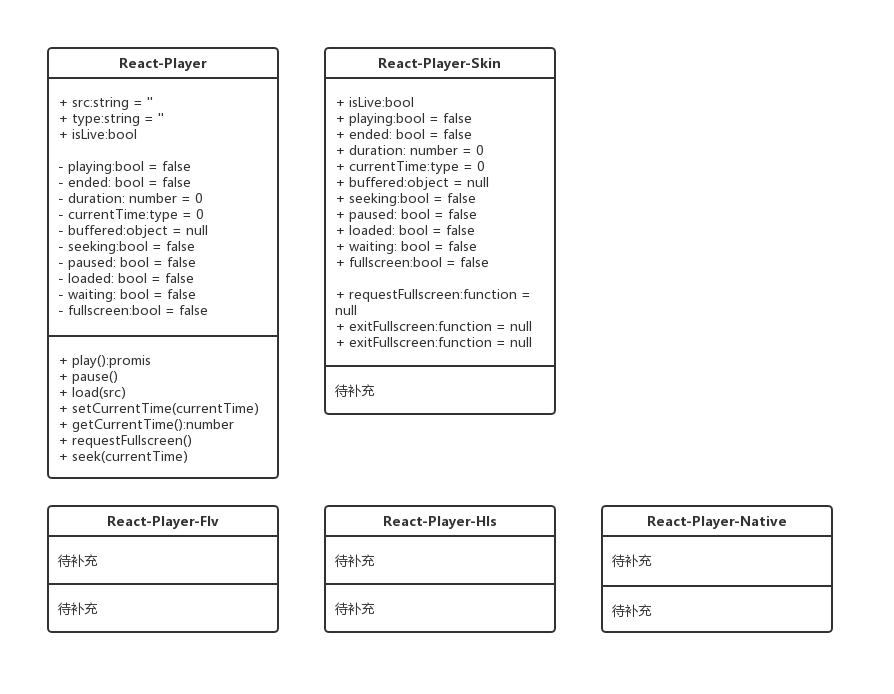 React-Player
+ src:string = ''
+ type:string = ''
+ isLive:bool
- playing:bool = false
- ended: bool = false
- duration: number = 0
- currentTime:type = 0
- buffered:object = null
- seeking:bool = false
- paused: bool = false
- loaded: bool = false
- waiting: bool = false
- fullscreen:bool = false
+ play():promis
+ pause()
+ load(src)
+ setCurrentTime(currentTime)
+ getCurrentTime():number
+ requestFullscreen()
+ seek(currentTime)
React-Player-Skin
+ isLive:bool
+ playing:bool = false
+ ended: bool = false
+ duration: number = 0
+ currentTime:type = 0
+ buffered:object = null
+ seeking:bool = false
+ paused: bool = false
+ loaded: bool = false
+ waiting: bool = false
+ fullscreen:bool = false
+ requestFullscreen:function =
null
+ exitFullscreen:function = null
+ exitFullscreen:function = null
待补充
React-Player-Flv
待补充
待补充
React-Player-Hls
待补充
待补充
React-Player-Native
待补充
待补充